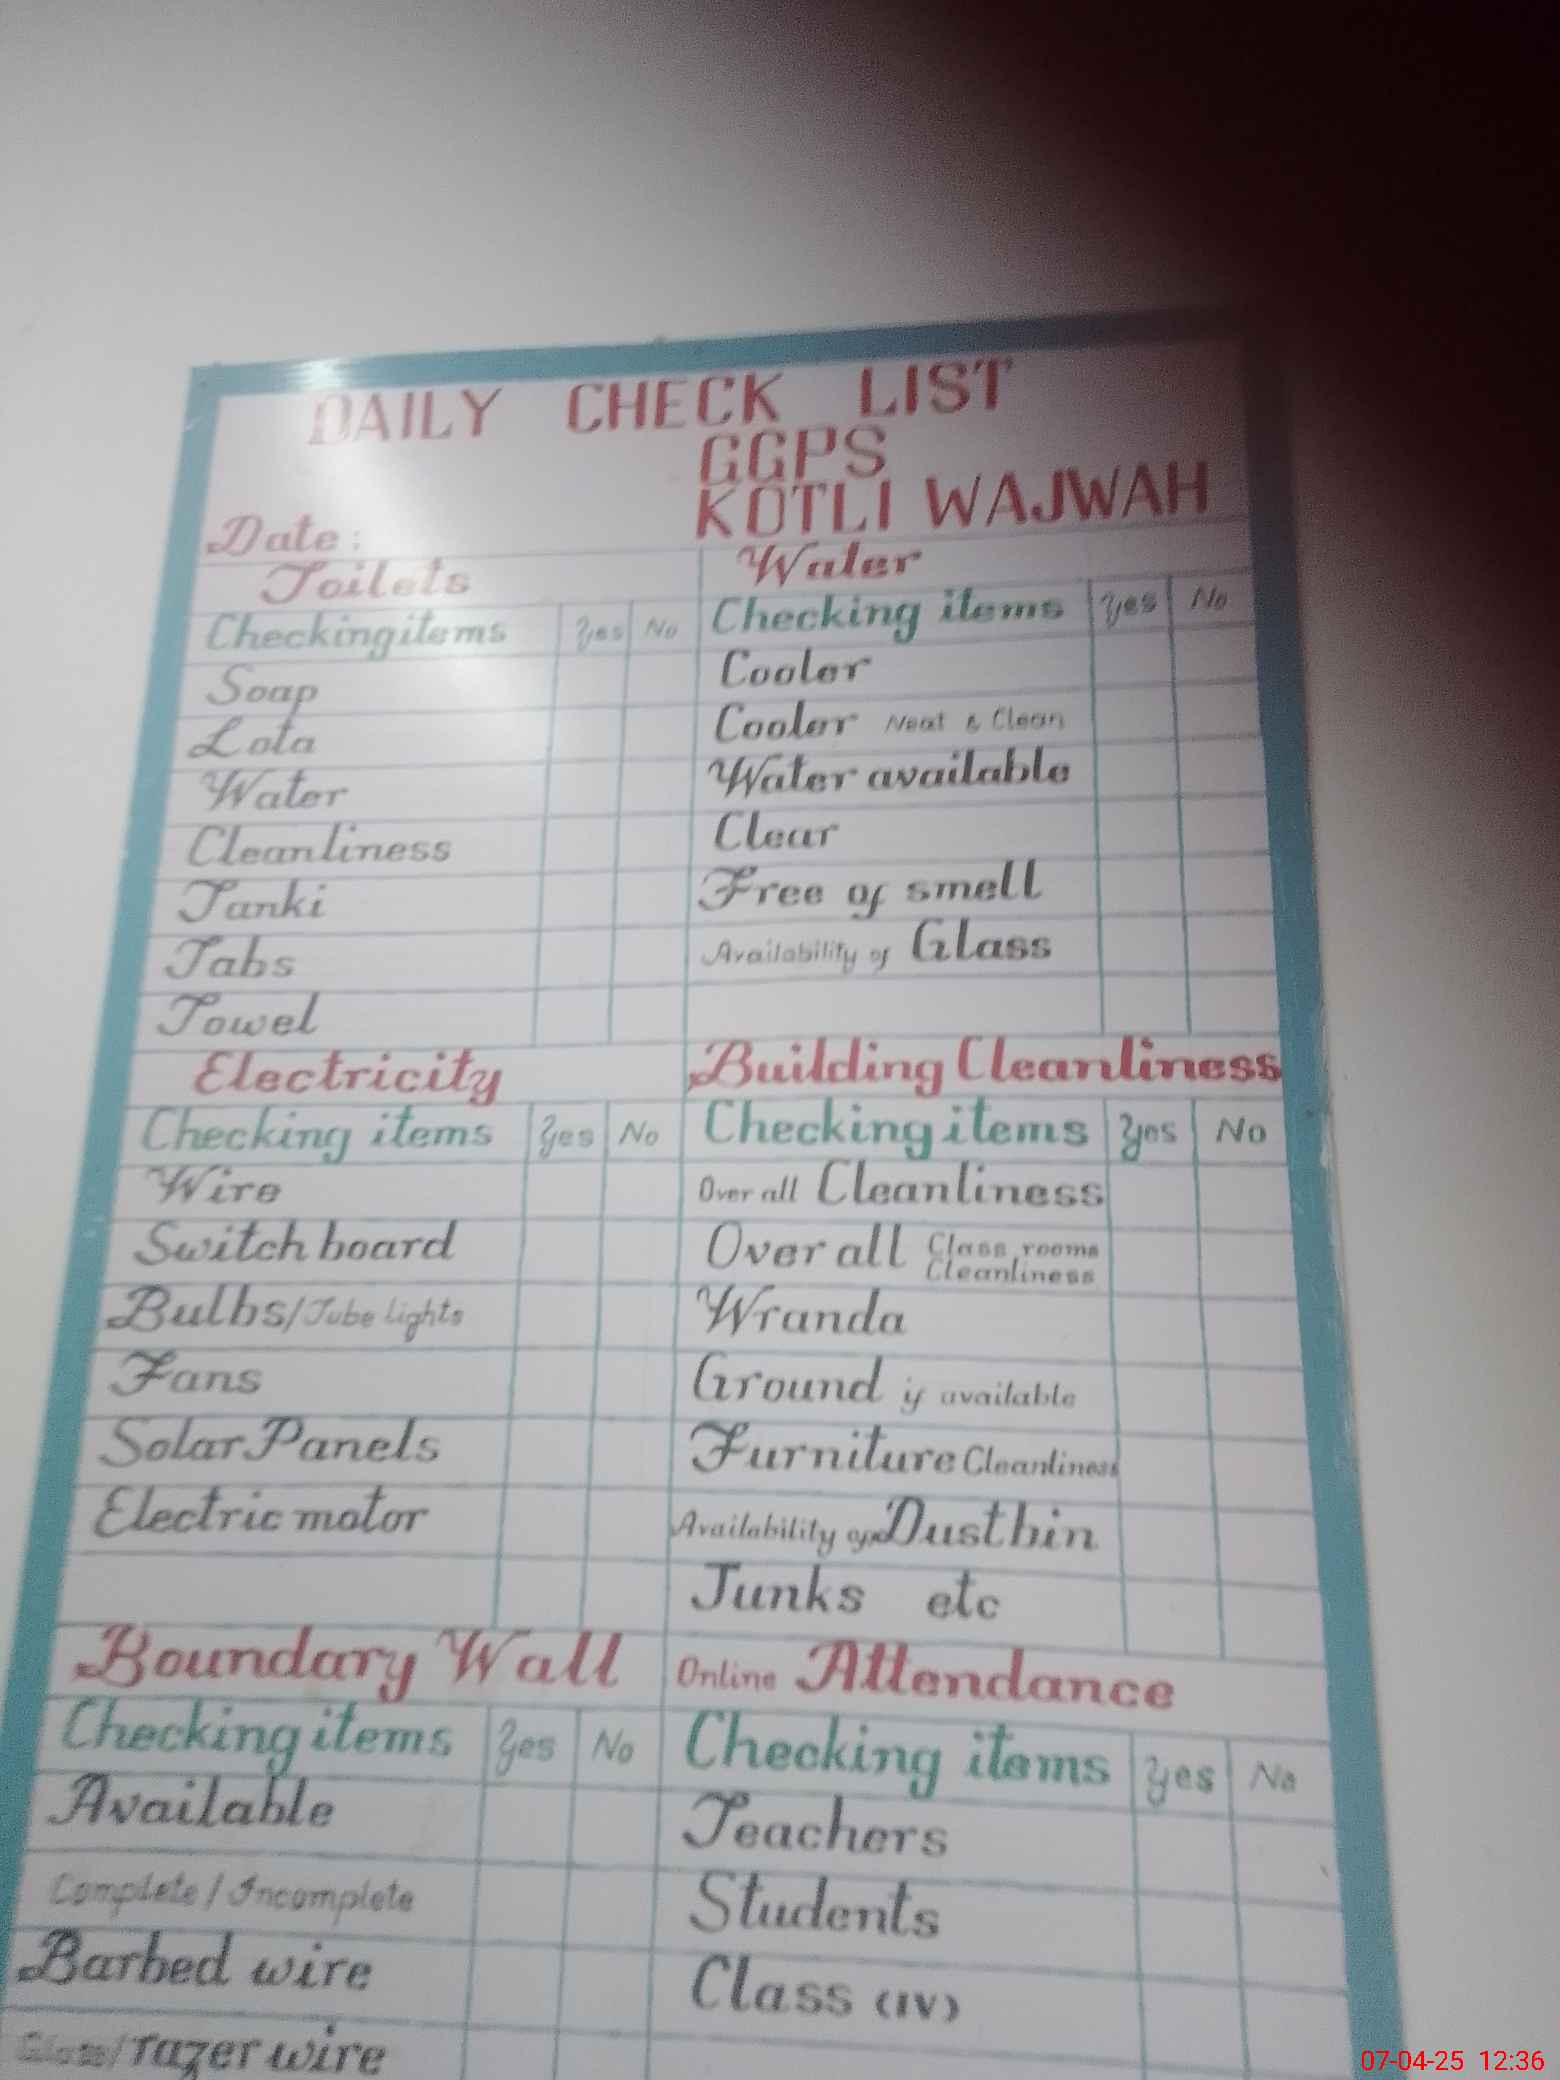 DAILY CHECK LIST
GGPS
KOTLI WAJWAH
Date:
Toilets
Checking items Yes No
Soap
Lota
Water
Cleanliness
Tanki
Tabs
Towel
Water
Checking items Yes No
Cooler
Cooler Neat & Clean
Water available
Clear
Free of smell
Availability of Glass
Electricity
Checking items Yes No
Wire
Switch board
Bulbs/Tube lights
Fans
Solar Panels
Electric motor
Building Cleanliness
Checking items Yes No
Over all Cleanliness
Over all Class rooms
Cleanliness
Wranda
Ground if available
Furniture Cleanliness
Availability of Dustbin
Junks etc
Boundary Wall
Checking items Yes No
Available
Complete / Incomplete
Barbed wire
razer wire
Online Attendance
Checking items Yes No
Teachers
Students
Class (IV)
07-04-25 12:36